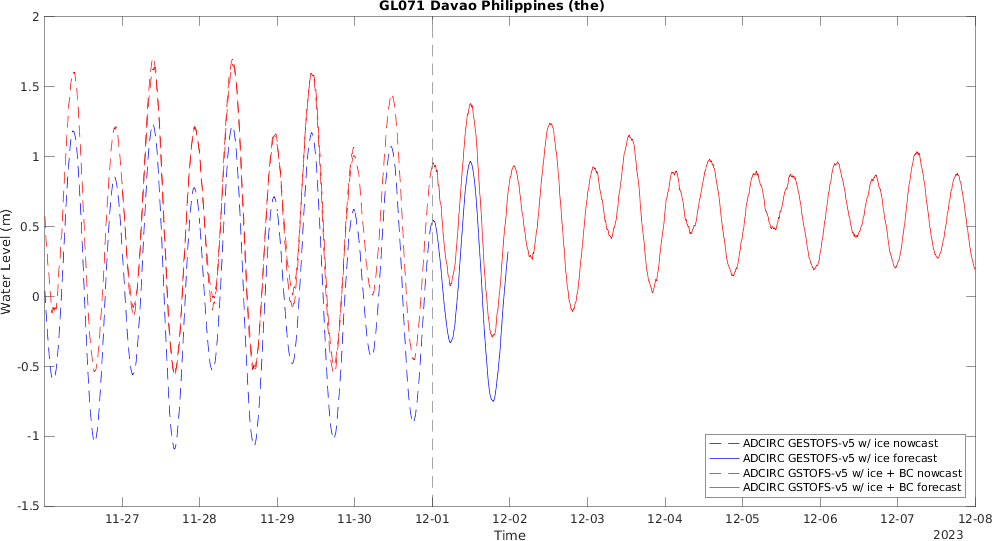 GL071 Davao Philippines (the)
Water Level (m)
2
1.5
1
0.5
0
-0.5
-1
-1.5
ADCIRC GESTOFS-v5 w/ ice nowcast
ADCIRC GESTOFS-v5 w/ ice forecast
ADCIRC GSTOFS-v5 w/ ice + BC nowcast
ADCIRC GSTOFS-v5 w/ ice + BC forecast
11-27 11-28 11-29 11-30 12-01 12-02 12-03 12-04 12-05 12-06 12-07 12-08
Time
2023